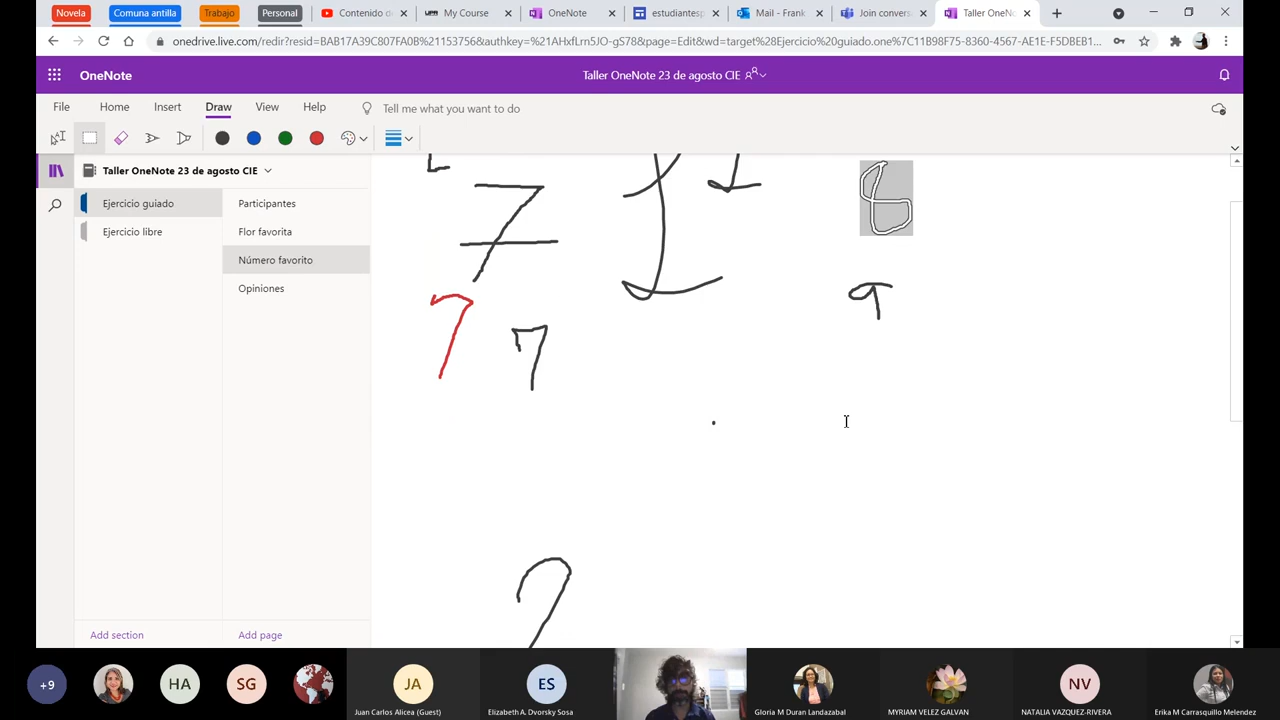 Novela
Comuna antilla
Trabajo
Personal
Contenido d
My Course
OneNote
estudiantesp
Mail - Frank
Join conve
Taller OneNo
onedrive.live.com/redir?resid=BAB17A39C807FA0B%21153756&authkey=%21AHxfLrn5JO-gS78&page=Edit&wd=target%28Ejercicio%20guiado.one%7C11B98F75-8360-4567-AE1E-F5DBEB1...
OneNote
Taller OneNote 23 de agosto CIE
File Home Insert Draw View Help Tell me what you want to do
Taller OneNote 23 de agosto CIE
Ejercicio guiado
Ejercicio libre
Participantes
Flor favorita
Número favorito
Opiniones
7
8
9
7
7
Add section
Add page
+9
HA
SG
JA
Juan Carlos Alicea (Guest)
ES
Elizabeth A. Dvorsky Sosa
Gloria M Duran Landazabal
MYRIAM VELEZ GALVAN
NV
NATALIA VAZQUEZ-RIVERA
Erika M Carrasquillo Melendez